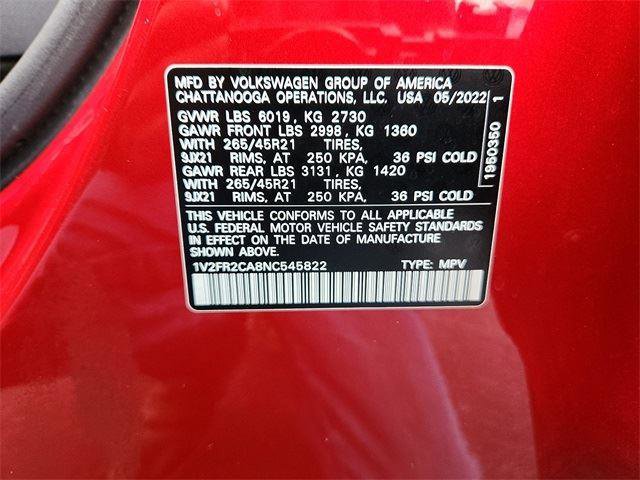 MFD BY VOLKSWAGEN GROUP OF AMERICA
CHATTANOOGA OPERATIONS, LLC. USA 05/2022
GVWR LBS 6019, KG 2730
GAWR FRONT LBS 2998, KG 1360
WITH 265/45R21 TIRES,
9JX21 RIMS, AT 250 KPA, 36 PSI COLD
GAWR REAR LBS 3131, KG 1420
WITH 265/45R21 TIRES,
9JX21 RIMS, AT 250 KPA, 36 PSI COLD
THIS VEHICLE CONFORMS TO ALL APPLICABLE
U.S. FEDERAL MOTOR VEHICLE SAFETY STANDARDS
IN EFFECT ON THE DATE OF MANUFACTURE
SHOWN ABOVE.
1V2FR2CA8NC545822 TYPE: MPV
1950350 1